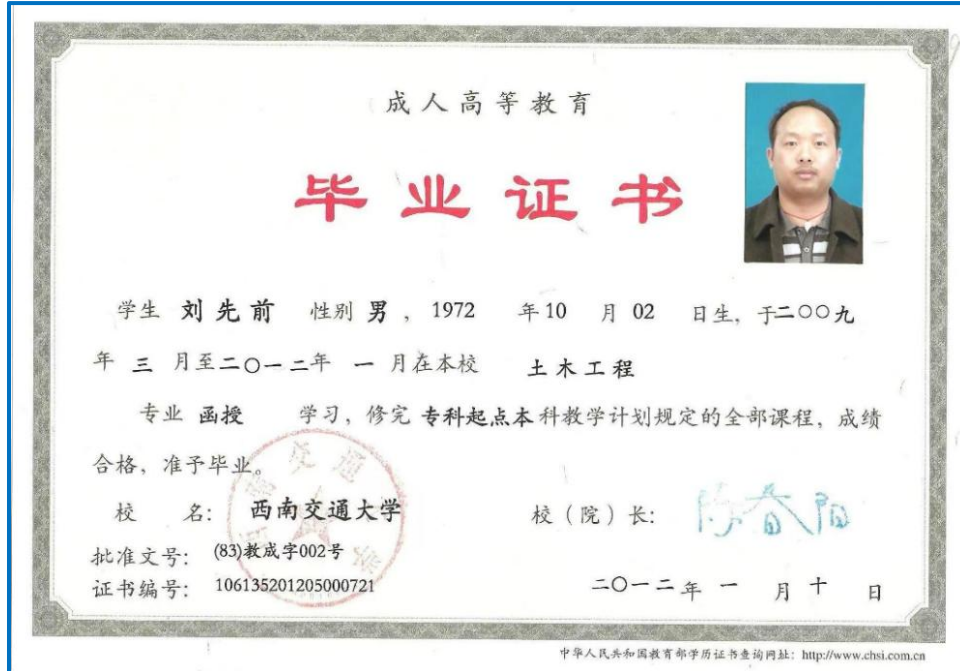 成人高等教育
毕业证书
学生 刘先前 性别 男 ，1972 年 10 月 02 日生，于二〇〇九
年 三 月至二〇一二年 一 月在本校 土木工程
专业 函授 学习，修完 专科起点本 科教学计划规定的全部课程，成绩
合格，准予毕业。
校 名： 西南交通大学 校（院）长： 陈春阳
批准文号： (83)教成字002号
证书编号： 106135201205000721 二〇一二年 一 月 十 日
中华人民共和国教育部学历证书查询网址：http://www.chsi.com.cn